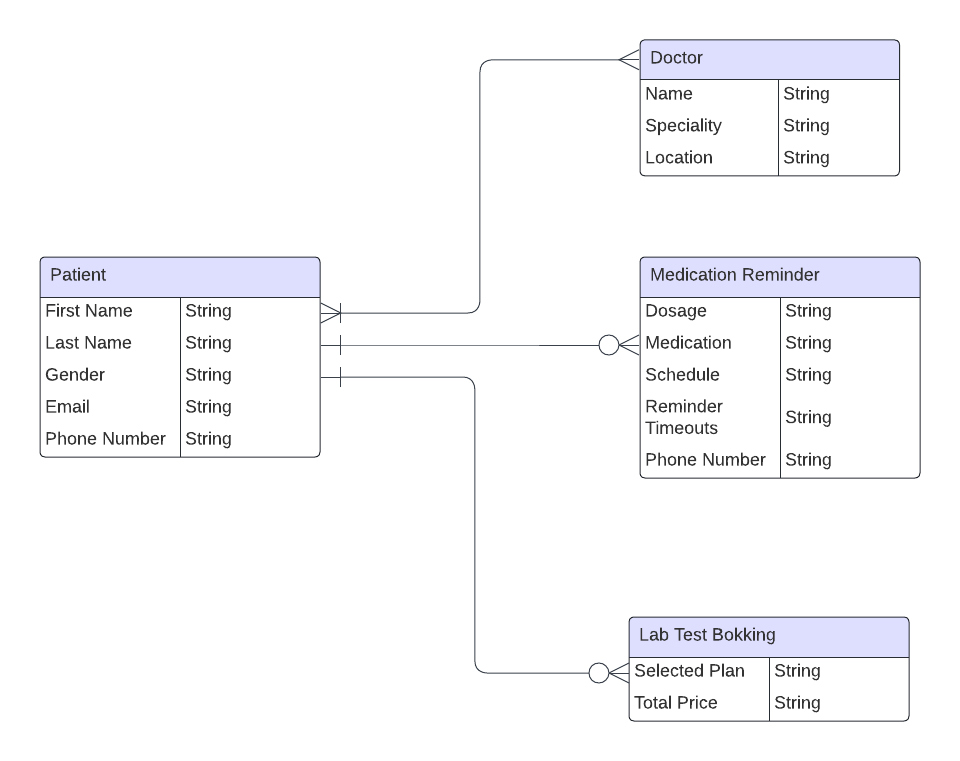 Doctor
Name String
Speciality String
Location String
Patient
First Name String
Last Name String
Gender String
Email String
Phone Number String
Medication Reminder
Dosage String
Medication String
Schedule String
Reminder
Timeouts String
Phone Number String
Lab Test Bokking
Selected Plan String
Total Price String